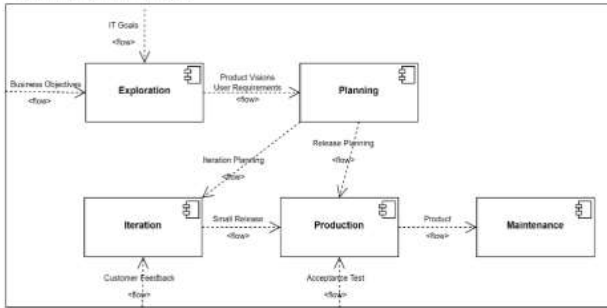 IT Goals
<flow>
Business Objectives
<flow>
Exploration
Product Visions
User Requirements
<flow>
Planning
Iteration Planning
<flow>
Release Planning
<flow>
Iteration
Small Release
<flow>
Production
Product
<flow>
Maintenance
Customer Feedback
<flow>
Acceptance Test
<flow>